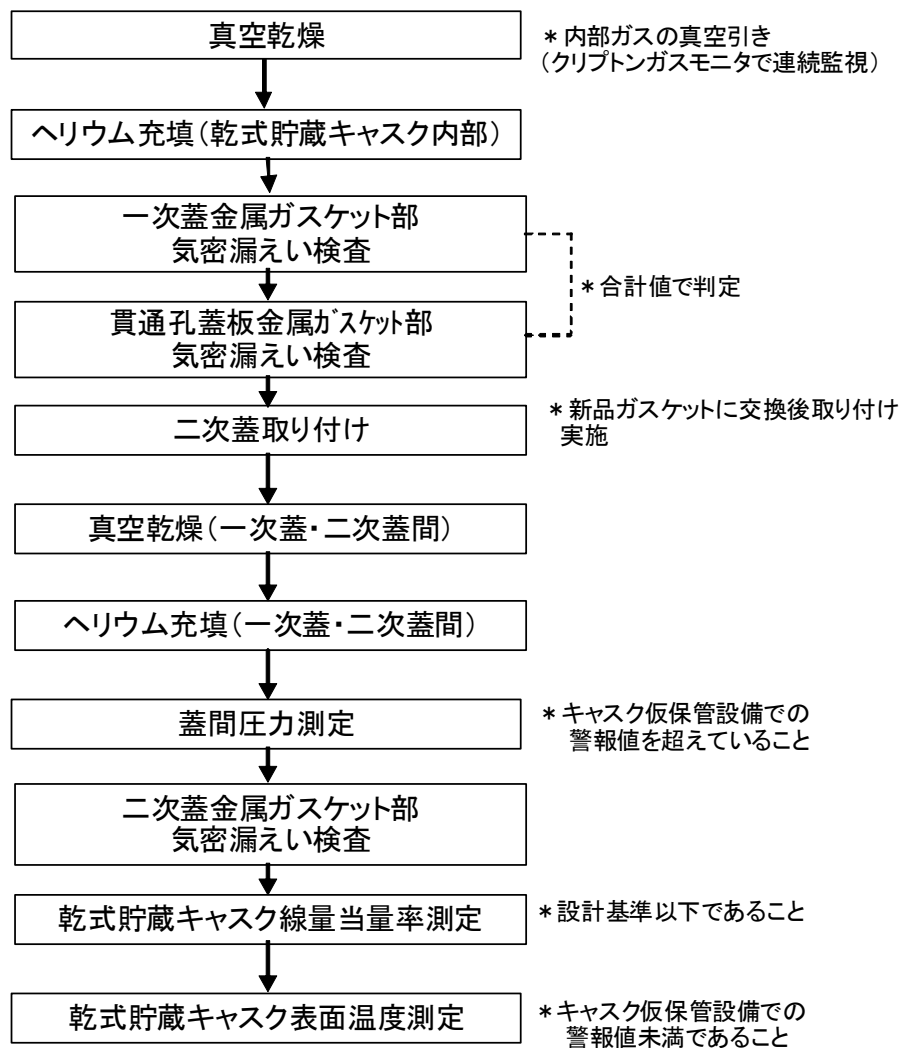 真空乾燥
＊内部ガスの真空引き
（クリプトンガスモニタで連続監視）
ヘリウム充填（乾式貯蔵キャスク内部）
一次蓋金属ガスケット部
気密漏えい検査
＊合計値で判定
貫通孔蓋板金属ガスケット部
気密漏えい検査
二次蓋取り付け
＊新品ガスケットに交換後取り付け
実施
真空乾燥（一次蓋・二次蓋間）
ヘリウム充填（一次蓋・二次蓋間）
蓋間圧力測定
＊キャスク仮保管設備での
警報値を超えていること
二次蓋金属ガスケット部
気密漏えい検査
乾式貯蔵キャスク線量当量率測定
＊設計基準以下であること
乾式貯蔵キャスク表面温度測定
＊キャスク仮保管設備での
警報値未満であること